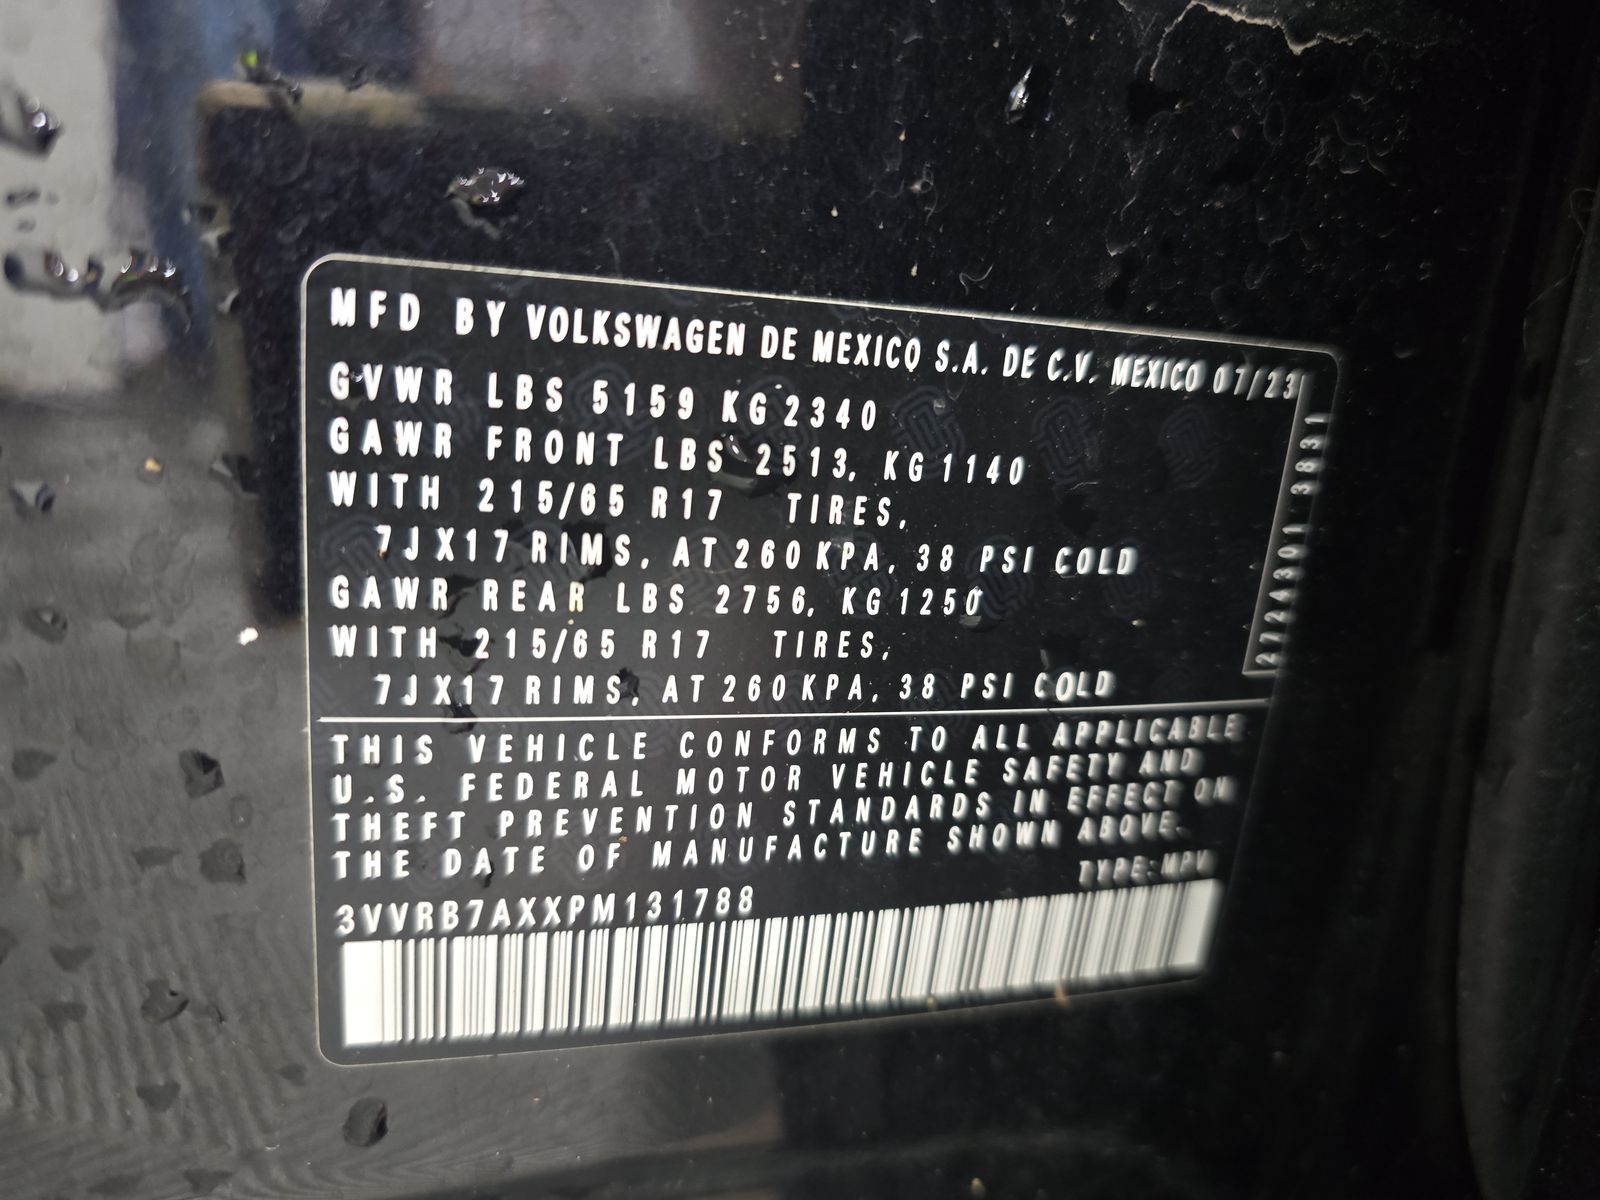 MFD BY VOLKSWAGEN DE MEXICO S.A. DE C.V. MEXICO 07/23
GVWR LBS 5159 KG 2340
GAWR FRONT LBS 2513, KG 1140
WITH 215/65 R17 TIRES,
7JX17 RIMS, AT 260 KPA, 38 PSI COLD
GAWR REAR LBS 2756, KG 1250
WITH 215/65 R17 TIRES,
7JX17 RIMS, AT 260 KPA, 38 PSI COLD
2724301 3831
THIS VEHICLE CONFORMS TO ALL APPLICABLE
U.S. FEDERAL MOTOR VEHICLE SAFETY AND
THEFT PREVENTION STANDARDS IN EFFECT ON
THE DATE OF MANUFACTURE SHOWN ABOVE.
TYPE:MPV
3VVRB7AXXPM131788